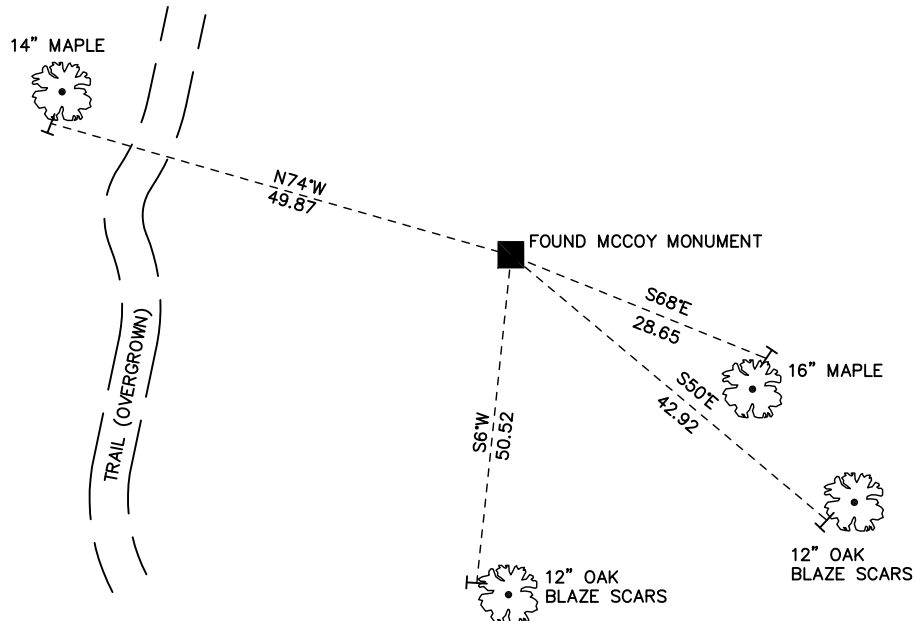 14" MAPLE
N74°W
49.87
FOUND MCCOY MONUMENT
S68°E
28.65
16" MAPLE
S50°E
42.92
TRAIL (OVERGROWN)
S6°W
50.52
12" OAK
BLAZE SCARS
12" OAK
BLAZE SCARS